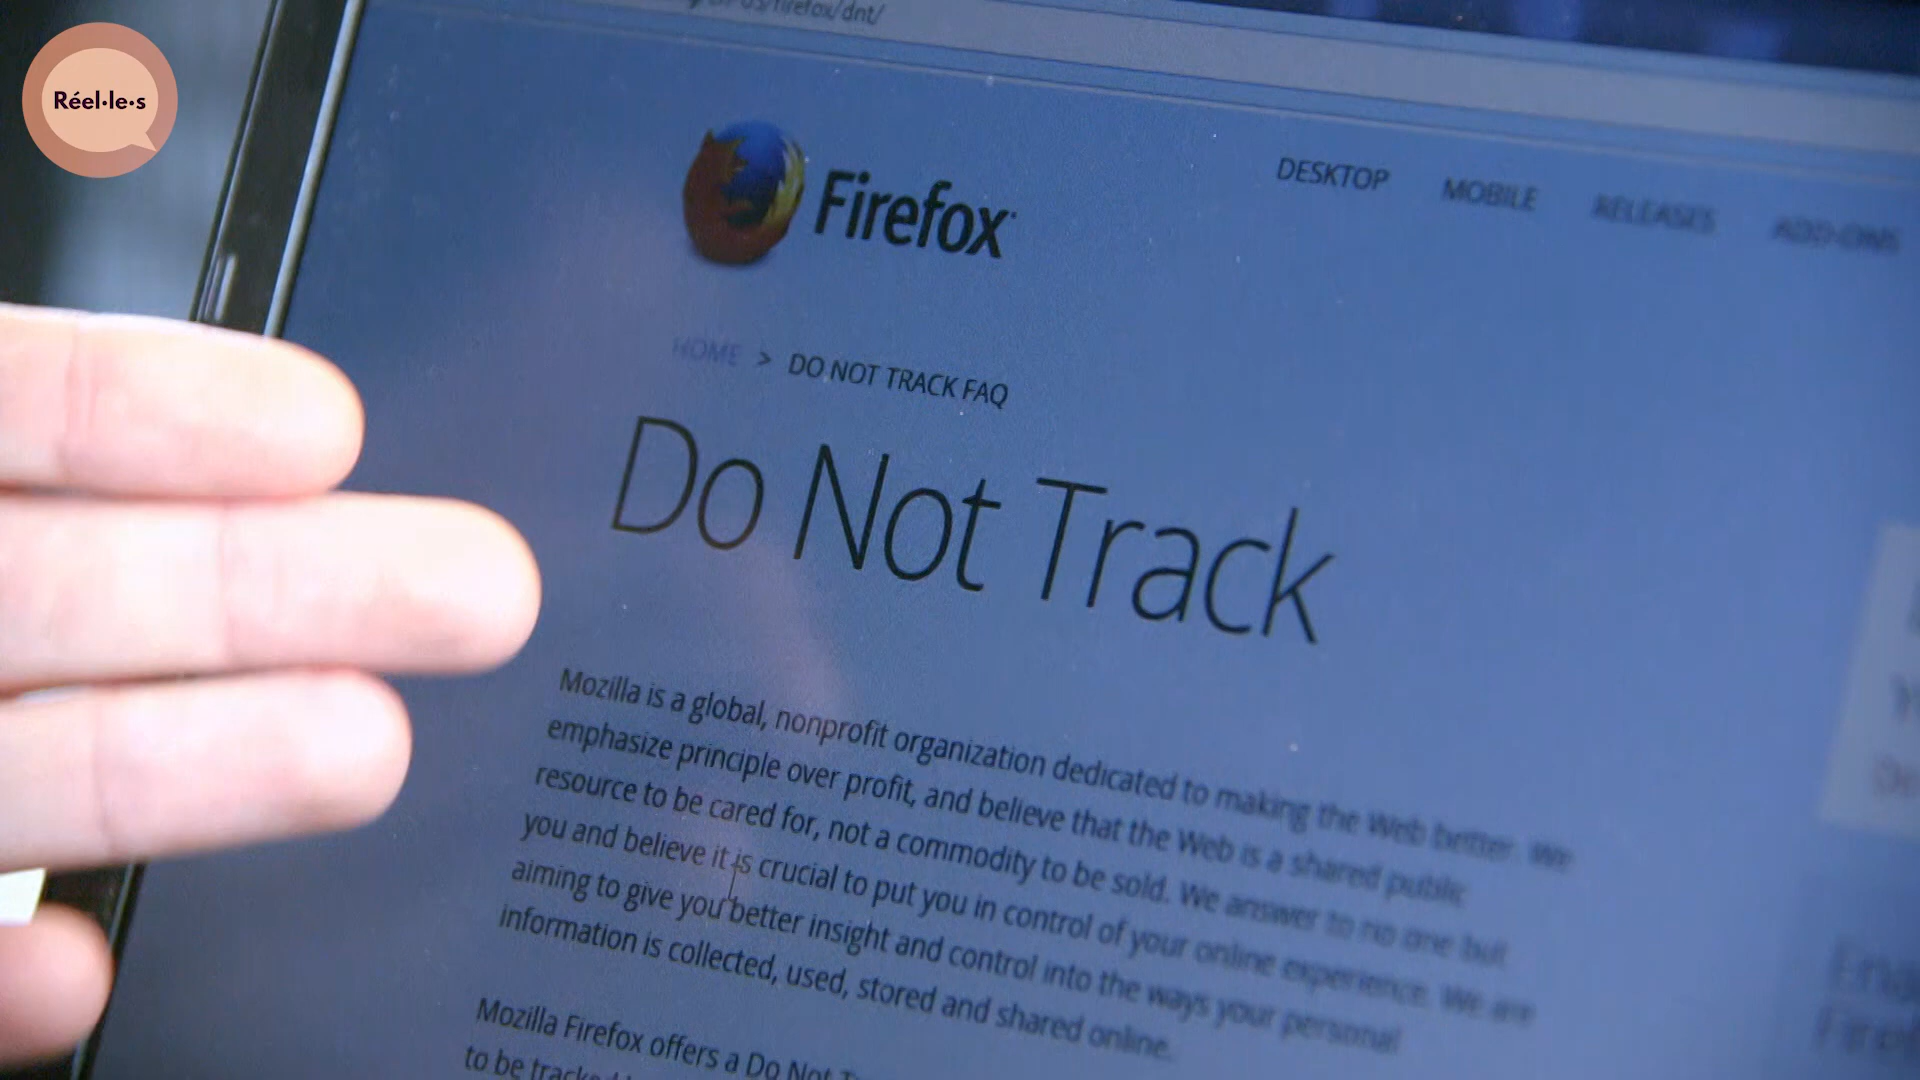 Réel·le·s
firefox/dnt/
Firefox
DESKTOP MOBILE RELEASES ADD-ONS
HOME > DO NOT TRACK FAQ
Do Not Track
Mozilla is a global, nonprofit organization dedicated to making the Web better. We
emphasize principle over profit, and believe that the Web is a shared public
resource to be cared for, not a commodity to be sold. We answer to no one but
you and believe it is crucial to put you in control of your online experience. We are
aiming to give you better insight and control into the ways your personal
information is collected, used, stored and shared online.
Mozilla Firefox offers a Do Not
to be tracked